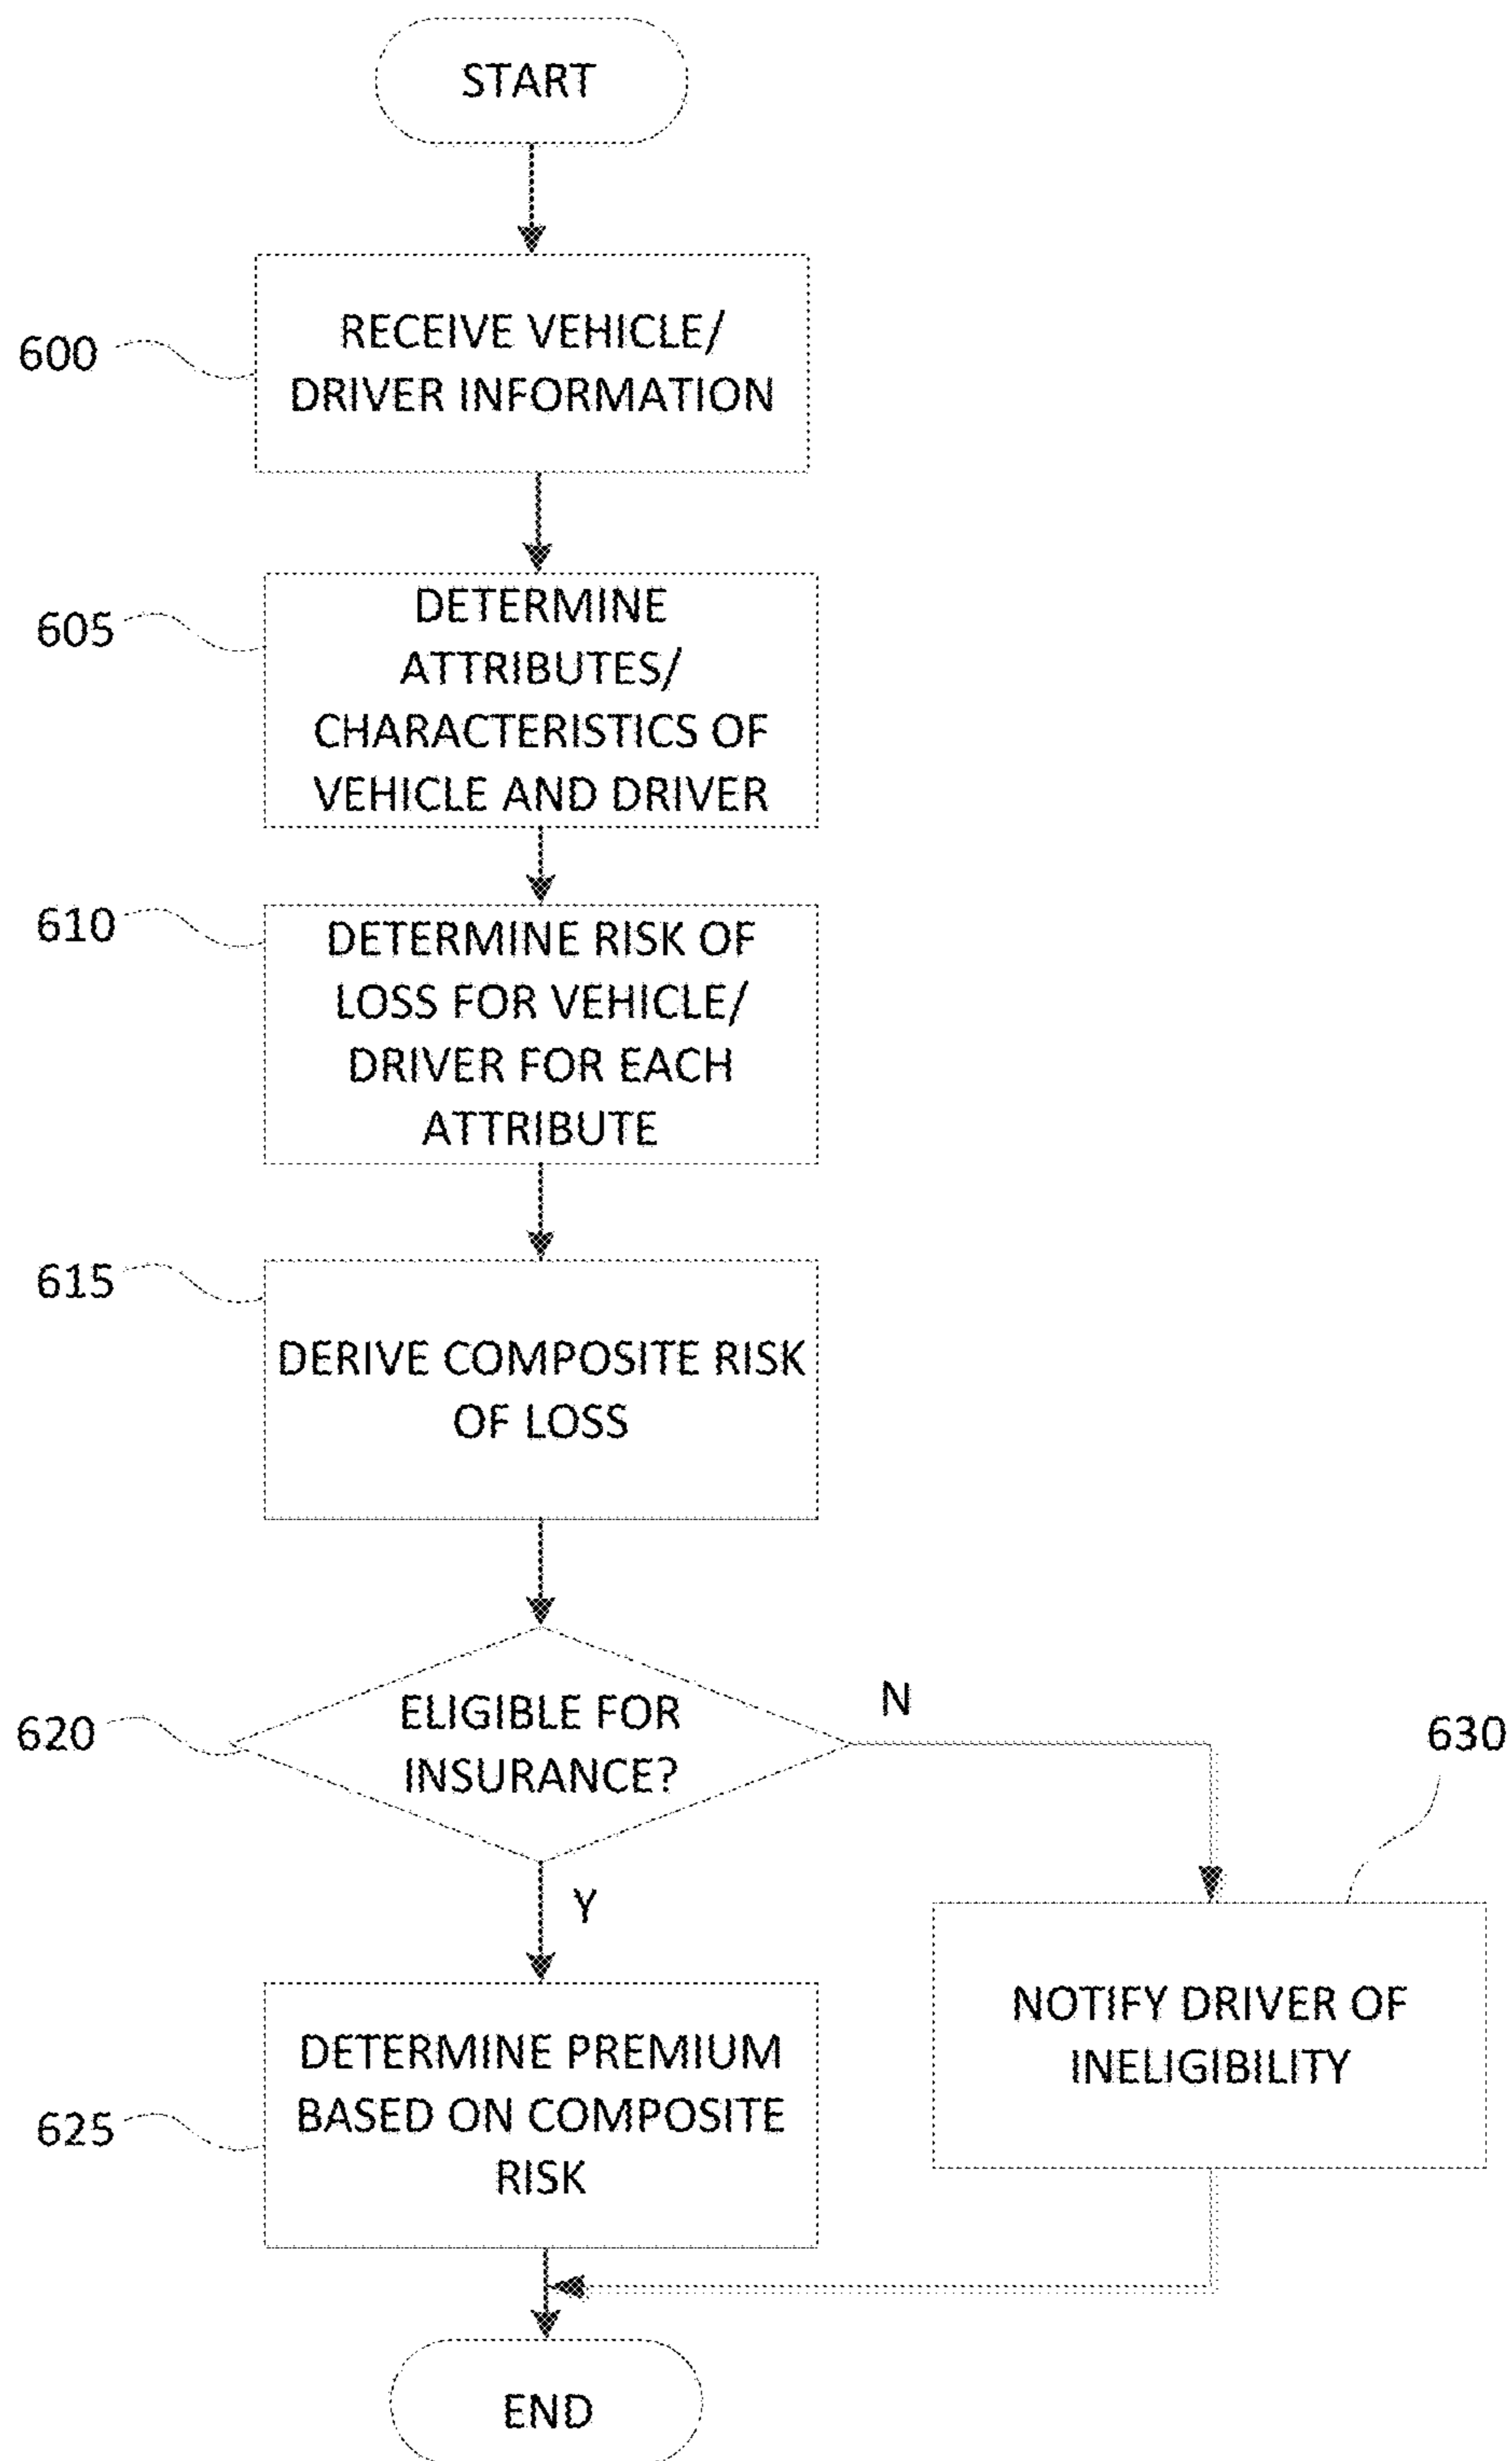 START
600
RECEIVE VEHICLE/
DRIVER INFORMATION
605
DETERMINE
ATTRIBUTES/
CHARACTERISTICS OF
VEHICLE AND DRIVER
610
DETERMINE RISK OF
LOSS FOR VEHICLE/
DRIVER FOR EACH
ATTRIBUTE
615
DERIVE COMPOSITE RISK
OF LOSS
620
ELIGIBLE FOR
INSURANCE?
N
630
Y
NOTIFY DRIVER OF
INELIGIBILITY
625
DETERMINE PREMIUM
BASED ON COMPOSITE
RISK
END